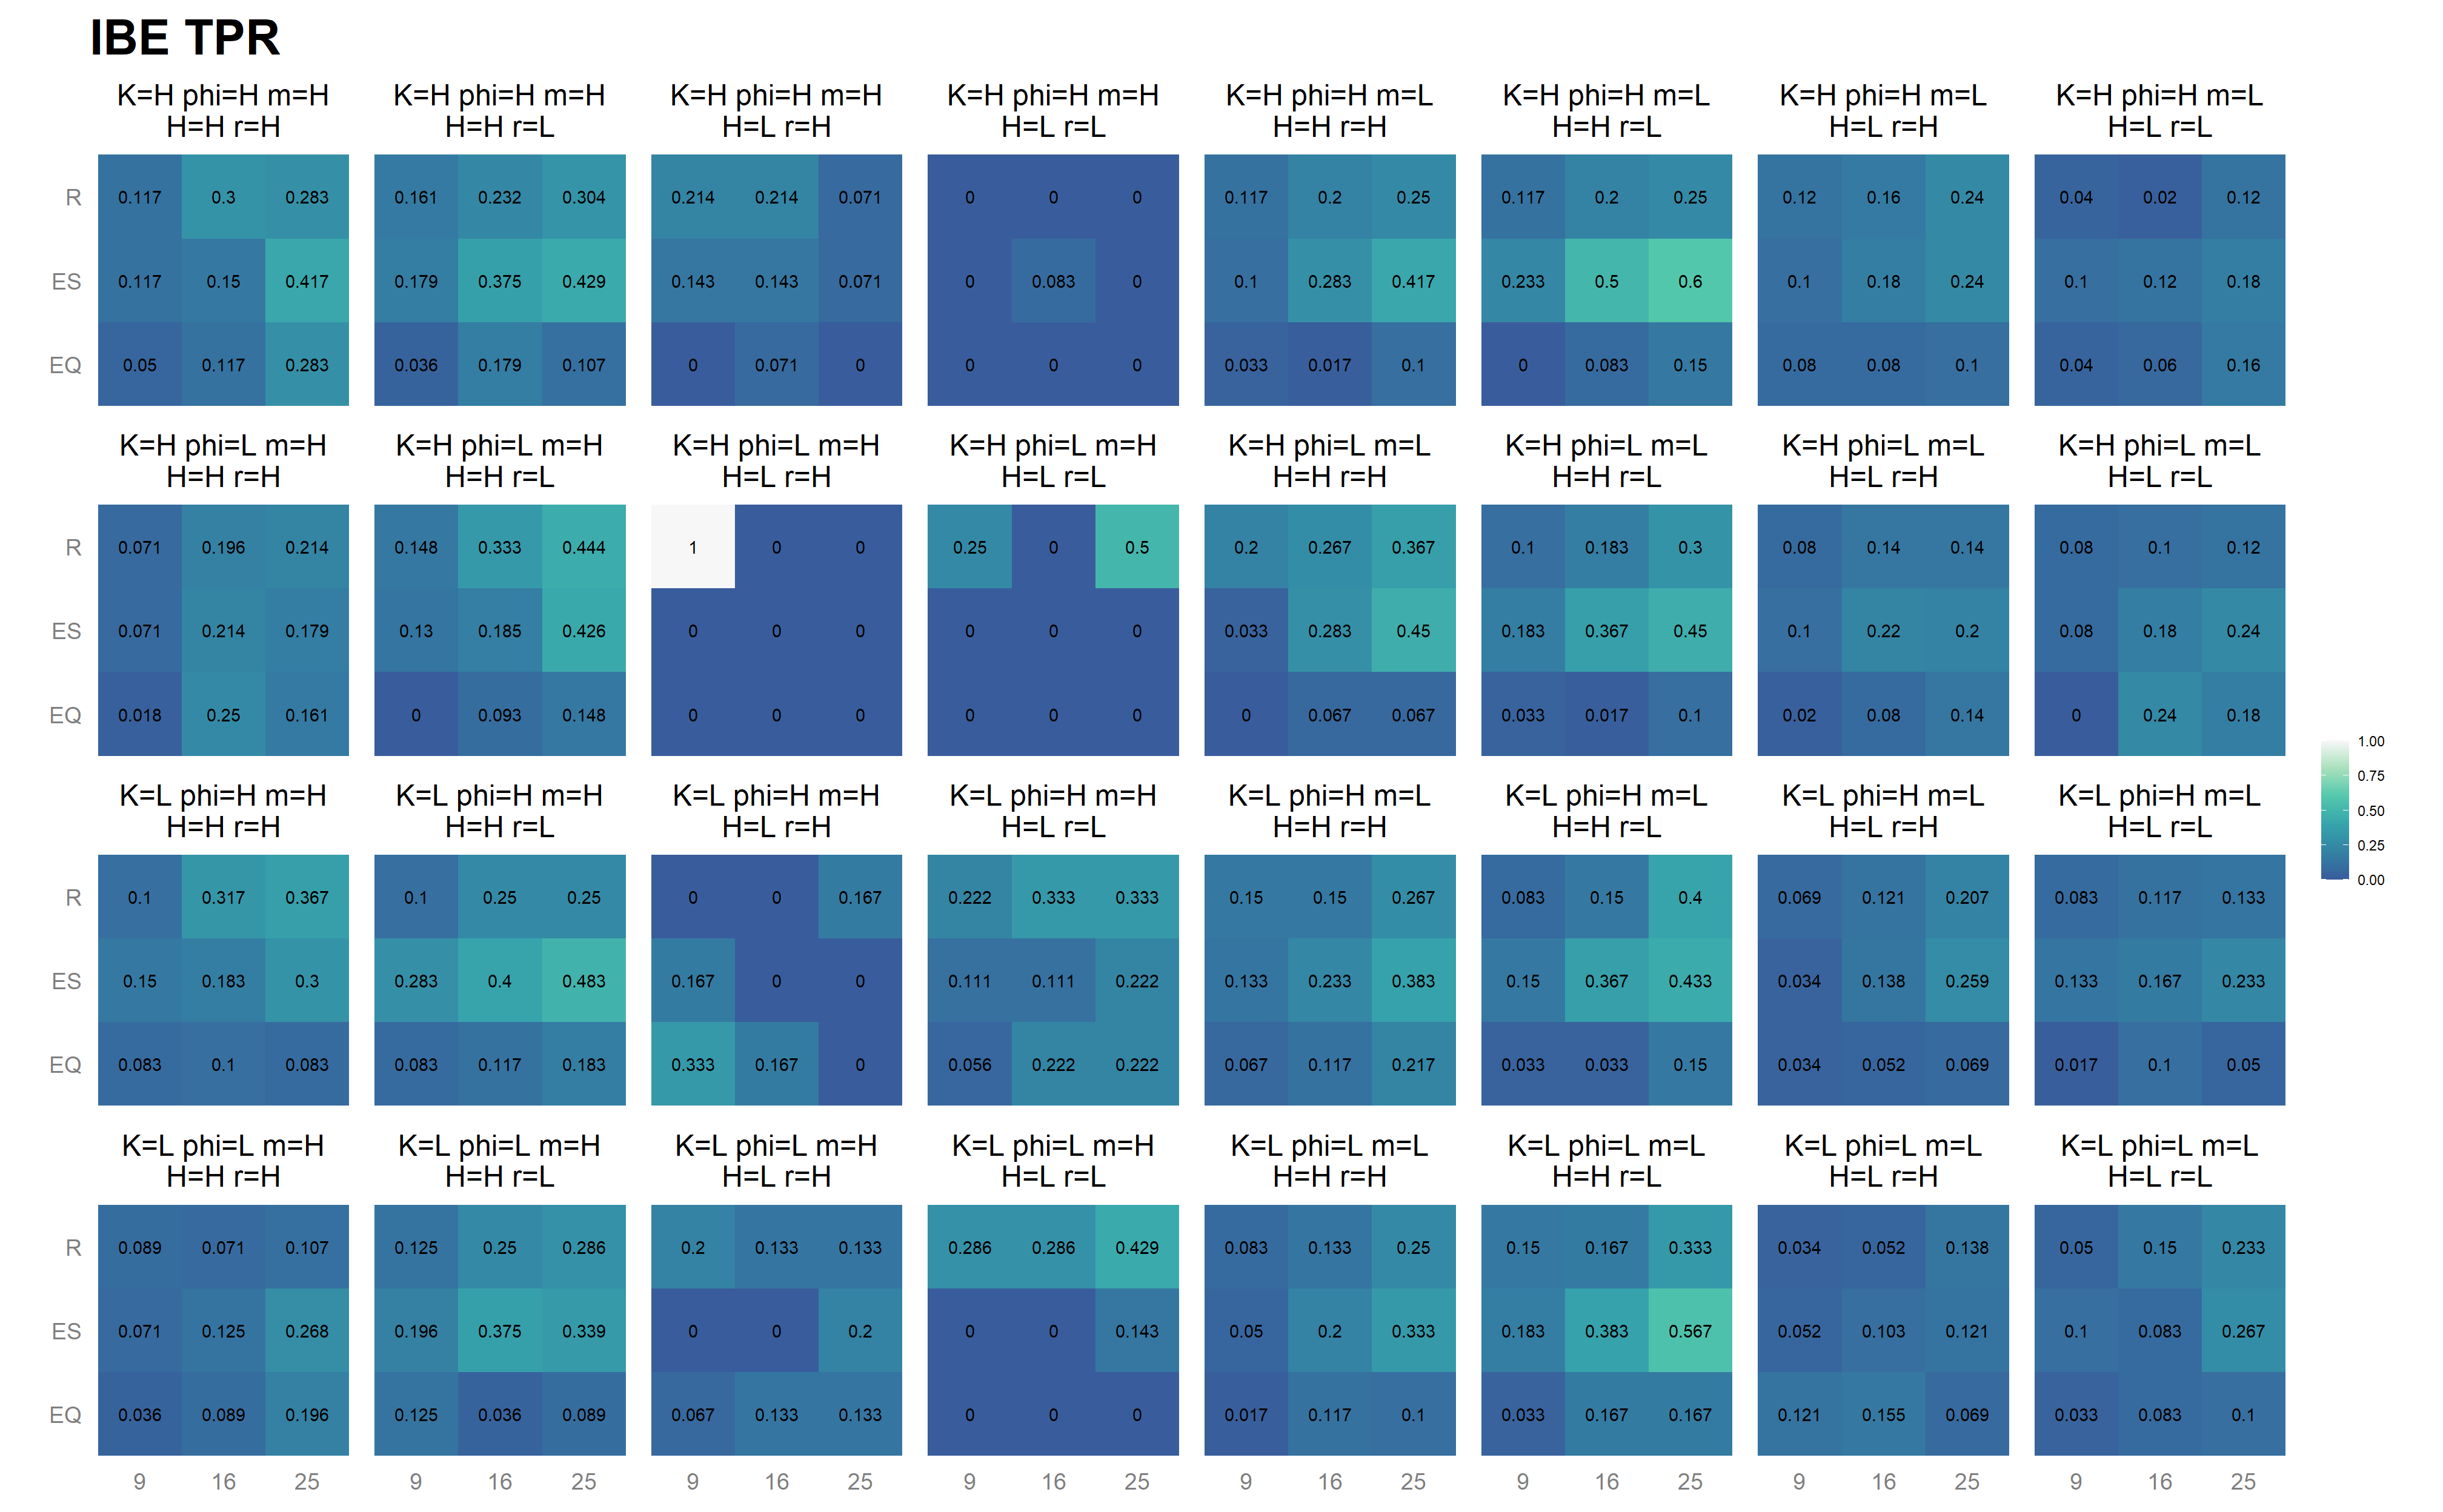 IBE TPR
K=H phi=H m=H K=H phi=H m=H K=H phi=H m=H K=H phi=H m=H K=H phi=H m=L K=H phi=H m=L K=H phi=H m=L K=H phi=H m=L
H=H r=H H=H r=L H=L r=H H=L r=L H=H r=H H=H r=L H=L r=H H=L r=L
R 0.117 0.3 0.283 0.161 0.232 0.304 0.214 0.214 0.071 0 0 0 0.117 0.2 0.25 0.117 0.2 0.25 0.12 0.16 0.24 0.04 0.02 0.12
ES 0.117 0.15 0.417 0.179 0.375 0.429 0.143 0.143 0.071 0 0.083 0 0.1 0.283 0.417 0.233 0.5 0.6 0.1 0.18 0.24 0.1 0.12 0.18
EQ 0.05 0.117 0.283 0.036 0.179 0.107 0 0.071 0 0 0 0 0.033 0.017 0.1 0 0.083 0.15 0.08 0.08 0.1 0.04 0.06 0.16
K=H phi=L m=H K=H phi=L m=H K=H phi=L m=H K=H phi=L m=H K=H phi=L m=L K=H phi=L m=L K=H phi=L m=L K=H phi=L m=L
H=H r=H H=H r=L H=L r=H H=L r=L H=H r=H H=H r=L H=L r=H H=L r=L
R 0.071 0.196 0.214 0.148 0.333 0.444 1 0 0 0.25 0 0.5 0.2 0.267 0.367 0.1 0.183 0.3 0.08 0.14 0.14 0.08 0.1 0.12
ES 0.071 0.214 0.179 0.13 0.185 0.426 0 0 0 0 0 0 0.033 0.283 0.45 0.183 0.367 0.45 0.1 0.22 0.2 0.08 0.18 0.24
EQ 0.018 0.25 0.161 0 0.093 0.148 0 0 0 0 0 0 0 0.067 0.067 0.033 0.017 0.1 0.02 0.08 0.14 0 0.24 0.18
1.00
0.75
0.50
0.25
0.00
K=L phi=H m=H K=L phi=H m=H K=L phi=H m=H K=L phi=H m=H K=L phi=H m=L K=L phi=H m=L K=L phi=H m=L K=L phi=H m=L
H=H r=H H=H r=L H=L r=H H=L r=L H=H r=H H=H r=L H=L r=H H=L r=L
R 0.1 0.317 0.367 0.1 0.25 0.25 0 0 0.167 0.222 0.333 0.333 0.15 0.15 0.267 0.083 0.15 0.4 0.069 0.121 0.207 0.083 0.117 0.133
ES 0.15 0.183 0.3 0.283 0.4 0.483 0.167 0 0 0.111 0.111 0.222 0.133 0.233 0.383 0.15 0.367 0.433 0.034 0.138 0.259 0.133 0.167 0.233
EQ 0.083 0.1 0.083 0.083 0.117 0.183 0.333 0.167 0 0.056 0.222 0.222 0.067 0.117 0.217 0.033 0.033 0.15 0.034 0.052 0.069 0.017 0.1 0.05
K=L phi=L m=H K=L phi=L m=H K=L phi=L m=H K=L phi=L m=H K=L phi=L m=L K=L phi=L m=L K=L phi=L m=L K=L phi=L m=L
H=H r=H H=H r=L H=L r=H H=L r=L H=H r=H H=H r=L H=L r=H H=L r=L
R 0.089 0.071 0.107 0.125 0.25 0.286 0.2 0.133 0.133 0.286 0.286 0.429 0.083 0.133 0.25 0.15 0.167 0.333 0.034 0.052 0.138 0.05 0.15 0.233
ES 0.071 0.125 0.268 0.196 0.375 0.339 0 0 0.2 0 0 0.143 0.05 0.2 0.333 0.183 0.383 0.567 0.052 0.103 0.121 0.1 0.083 0.267
EQ 0.036 0.089 0.196 0.125 0.036 0.089 0.067 0.133 0.133 0 0 0 0.017 0.117 0.1 0.033 0.167 0.167 0.121 0.155 0.069 0.033 0.083 0.1
9 16 25 9 16 25 9 16 25 9 16 25 9 16 25 9 16 25 9 16 25 9 16 25